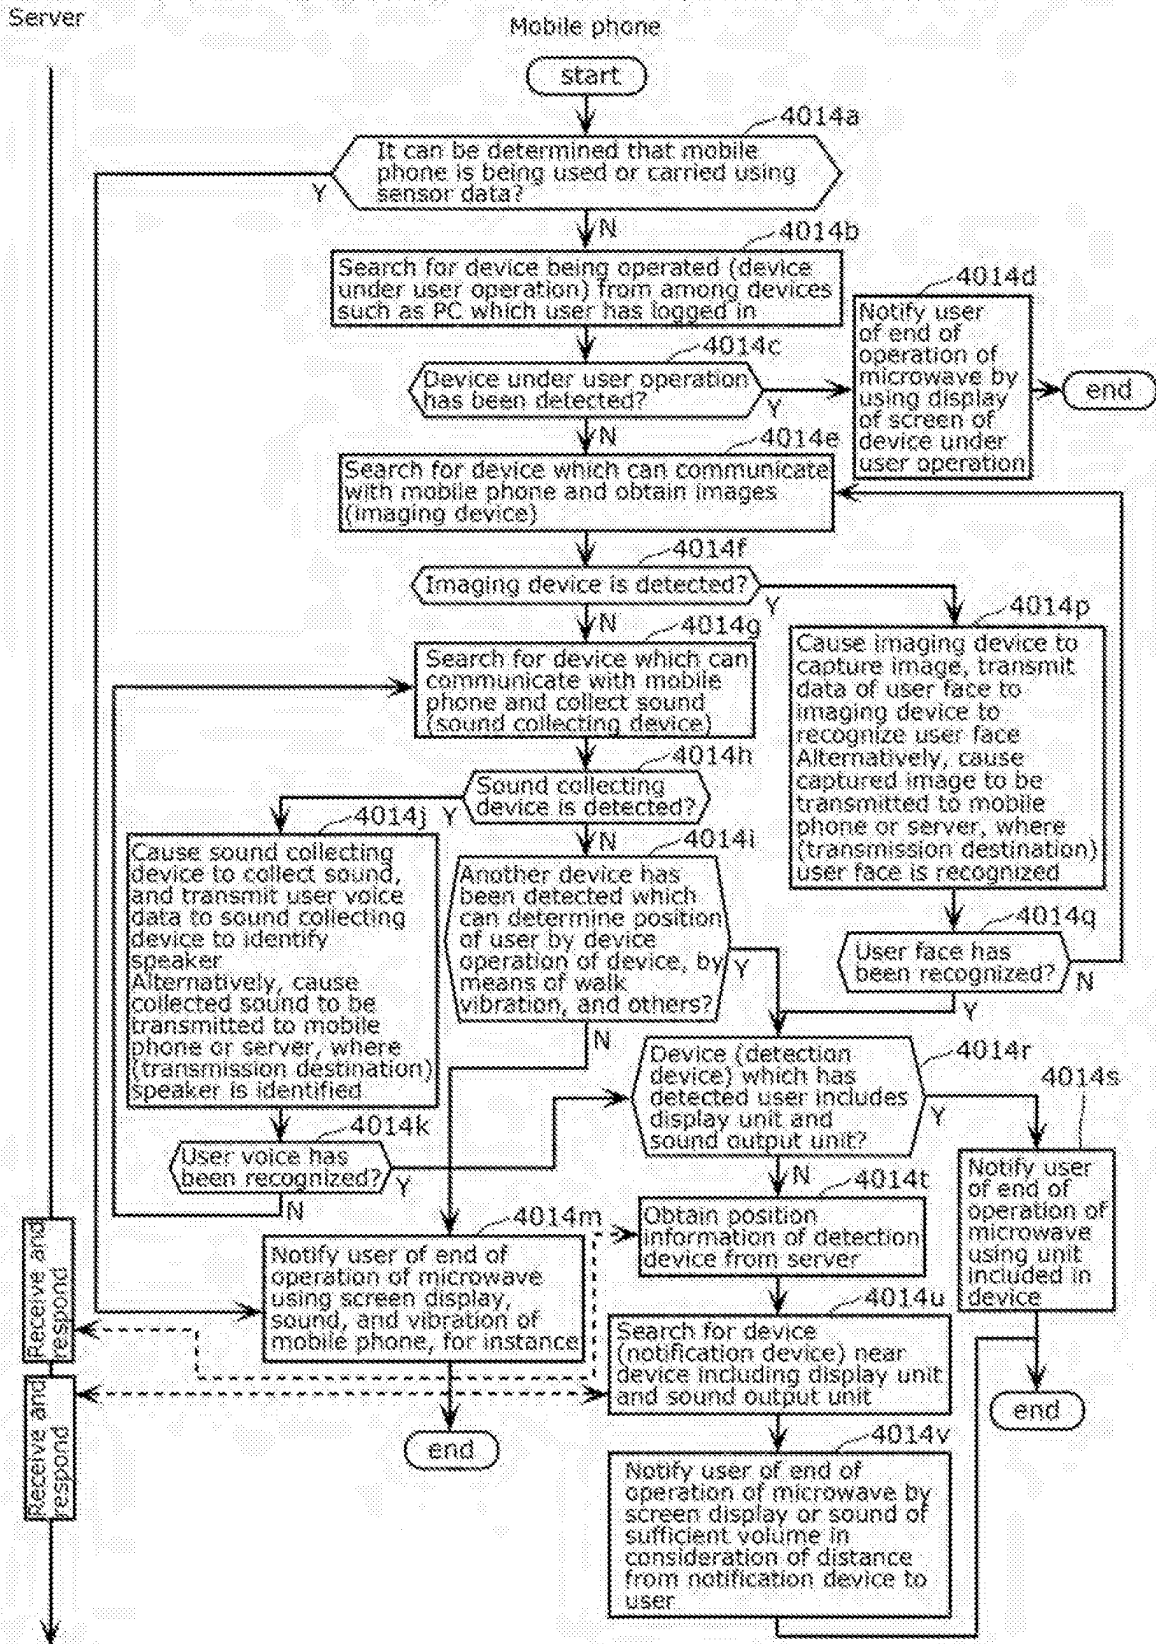 Server
Mobile phone
start
4014a
It can be determined that mobile
phone is being used or carried using
sensor data?
Y
N
4014b
Search for device being operated (device
under user operation) from among devices
such as PC which user has logged in
4014c
Device under user operation
has been detected?
Y
N
4014d
Notify user
of end of
operation of
microwave by
using display
of screen of
device under
user operation
end
4014e
Search for device which can communicate
with mobile phone and obtain images
(imaging device)
4014f
Imaging device is detected?
Y
N
4014g
Search for device which can
communicate with mobile
phone and collect sound
(sound collecting device)
4014p
Cause imaging device to
capture image, transmit
data of user face to
imaging device to
recognize user face
Alternatively, cause
captured image to be
transmitted to mobile
phone or server, where
(transmission destination)
user face is recognized
4014h
Sound collecting
device is detected?
Y
N
4014j
Cause sound collecting
device to collect sound,
and transmit user voice
data to sound collecting
device to identify
speaker
Alternatively, cause
collected sound to be
transmitted to mobile
phone or server, where
(transmission destination)
speaker is identified
4014i
Another device has
been detected which
can determine position
of user by device
operation of device, by
means of walk
vibration, and others?
Y
N
4014q
User face has
been recognized?
N
Y
4014r
Device (detection
device) which has
detected user includes
display unit and
sound output unit?
Y
N
4014k
User voice has
been recognized?
Y
N
4014s
Notify user
of end of
operation of
microwave
using unit
included in
device
end
4014t
Obtain position
information of detection
device from server
4014m
Notify user of end of
operation of microwave
using screen display,
sound, and vibration of
mobile phone, for instance
end
4014u
Search for device
(notification device) near
device including display unit
and sound output unit
4014v
Notify user of end of
operation of microwave by
screen display or sound of
sufficient volume in
consideration of distance
from notification device to
user
Receive and
respond
Receive and
respond